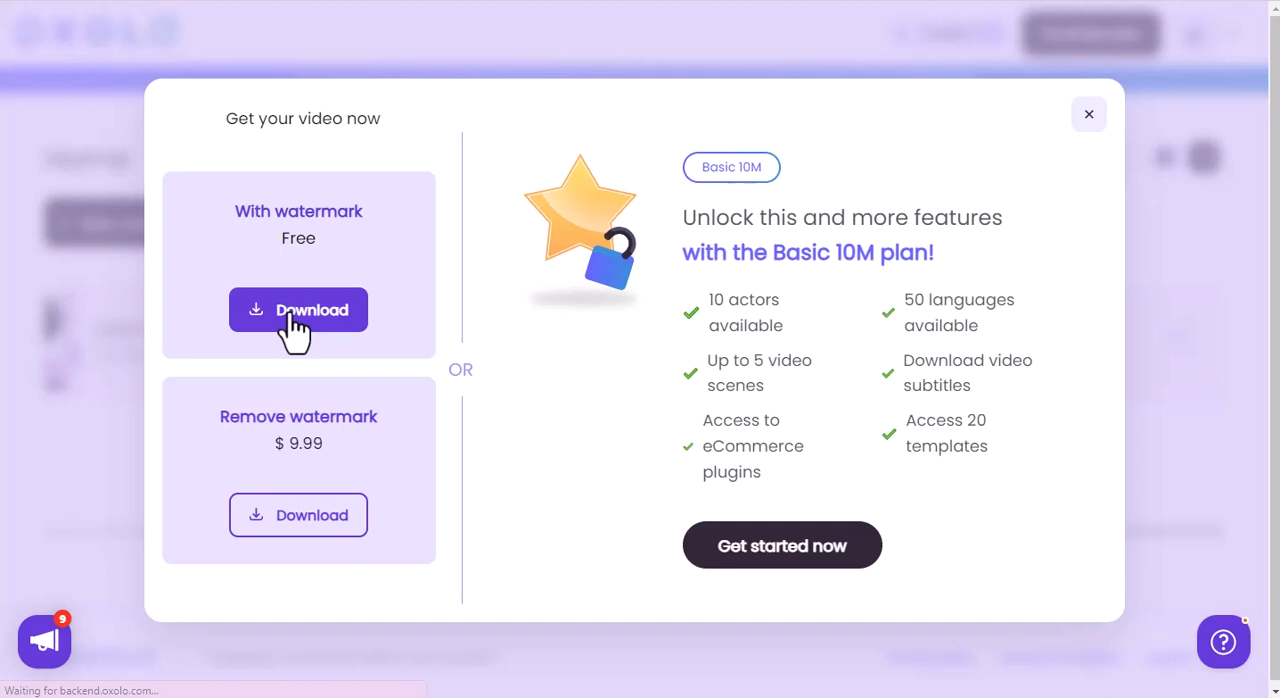 OXOLO
Get your video now
With watermark
Free
Download
OR
Remove watermark
$ 9.99
Download
Basic 10M
Unlock this and more features
with the Basic 10M plan!
10 actors
available
50 languages
available
Up to 5 video
scenes
Download video
subtitles
Access to
eCommerce
plugins
Access 20
templates
Get started now
9
Waiting for backend.oxolo.com...